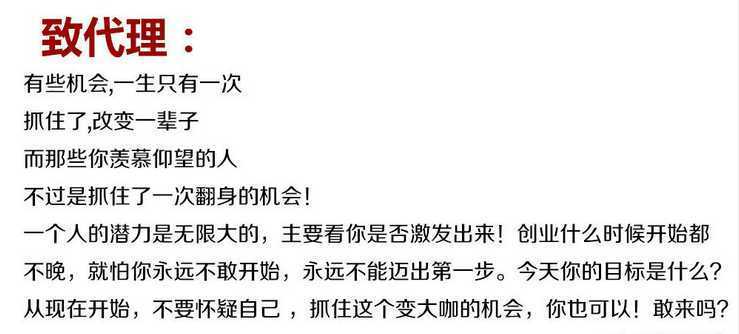 致代理：
有些机会,一生只有一次
抓住了,改变一辈子
而那些你羡慕仰望的人
不过是抓住了一次翻身的机会！
一个人的潜力是无限大的，主要看你是否激发出来！创业什么时候开始都
不晚，就怕你永远不敢开始，永远不能迈出第一步。今天你的目标是什么？
从现在开始，不要怀疑自己 ，抓住这个变大咖的机会，你也可以！敢来吗？